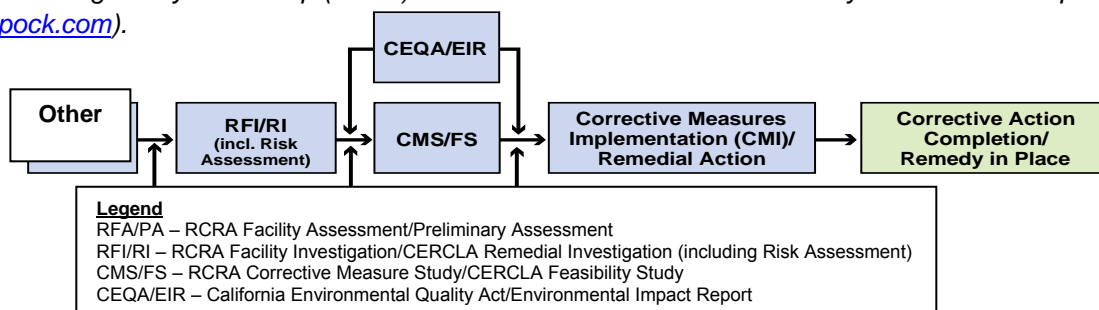 pock.com).
CEQA/EIR
Other
RFI/RI
(incl. Risk
Assessment)
CMS/FS
Corrective Measures
Implementation (CMI)/
Remedial Action
Corrective Action
Completion/
Remedy in Place
Legend
RFA/PA – RCRA Facility Assessment/Preliminary Assessment
RFI/RI – RCRA Facility Investigation/CERCLA Remedial Investigation (including Risk Assessment)
CMS/FS – RCRA Corrective Measure Study/CERCLA Feasibility Study
CEQA/EIR – California Environmental Quality Act/Environmental Impact Report